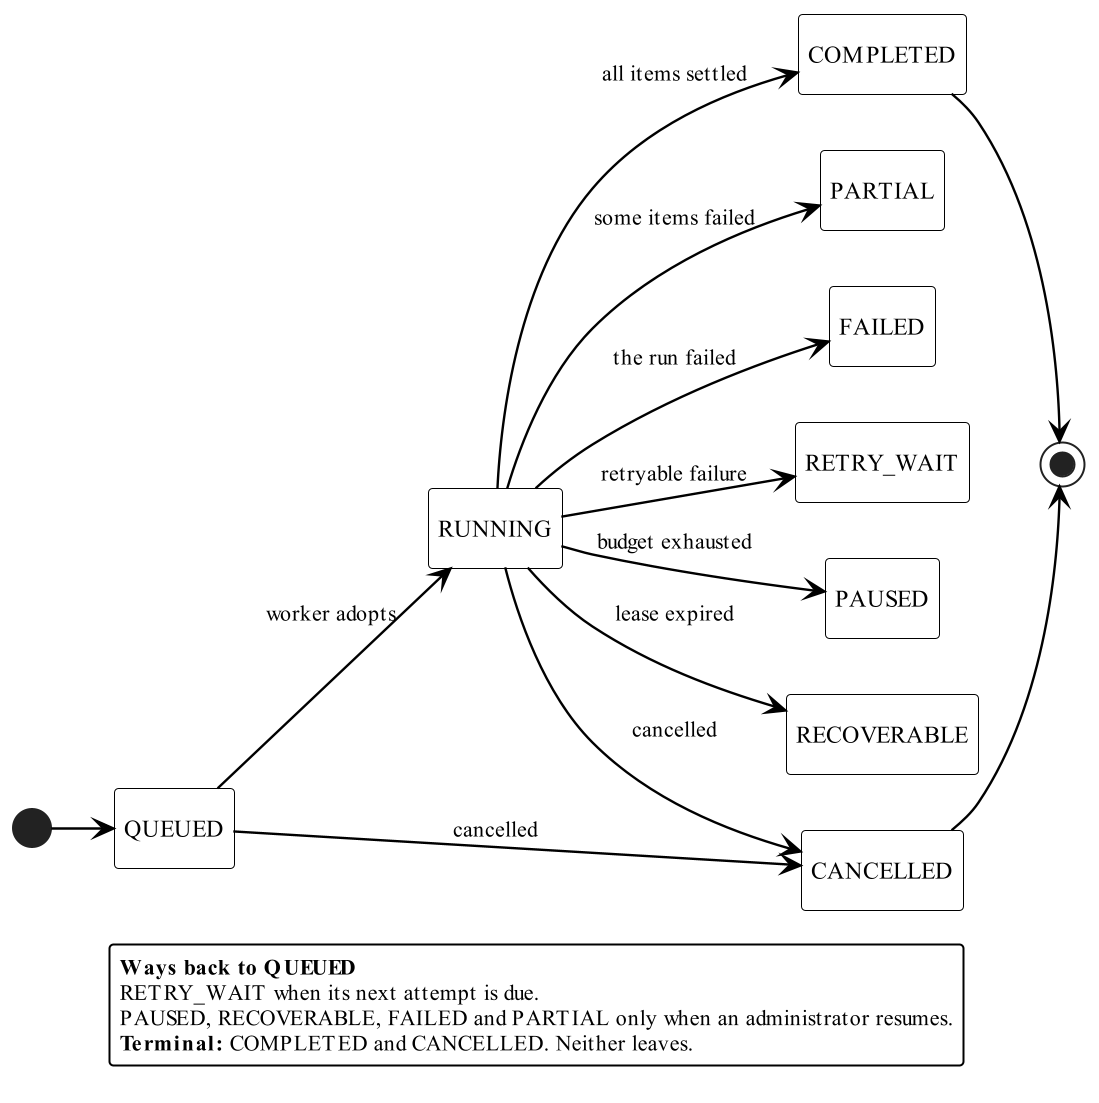 COMPLETED
all items settled
PARTIAL
some items failed
FAILED
the run failed
RETRY_WAIT
retryable failure
RUNNING
budget exhausted
PAUSED
worker adopts
lease expired
RECOVERABLE
cancelled
QUEUED
cancelled
CANCELLED
Ways back to QUEUED
RETRY_WAIT when its next attempt is due.
PAUSED, RECOVERABLE, FAILED and PARTIAL only when an administrator resumes.
Terminal: COMPLETED and CANCELLED. Neither leaves.